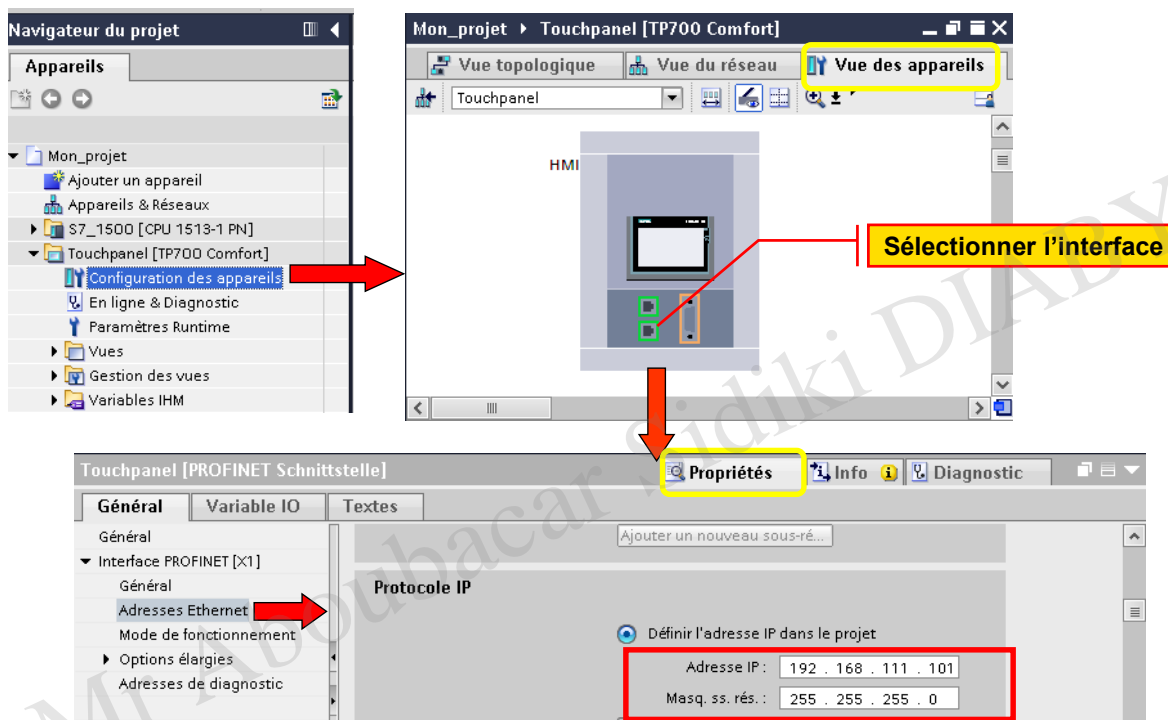 Navigateur du projet
Appareils
Mon_projet
Ajouter un appareil
Appareils & Réseaux
S7_1500 [CPU 1513-1 PN]
Touchpanel [TP700 Comfort]
Configuration des appareils
En ligne & Diagnostic
Paramètres Runtime
Vues
Gestion des vues
Variables IHM
Mon_projet ▸ Touchpanel [TP700 Comfort]
Vue topologique Vue du réseau Vue des appareils
Touchpanel
HMI
Sélectionner l’interface
Touchpanel [PROFINET Schnittstelle]
Propriétés Info Diagnostic
Général Variable IO Textes
Général
Interface PROFINET [X1]
Général
Adresses Ethernet
Mode de fonctionnement
Options élargies
Adresses de diagnostic
Ajouter un nouveau sous-ré...
Protocole IP
Définir l'adresse IP dans le projet
Adresse IP : 192 . 168 . 111 . 101
Masq. ss. rés. : 255 . 255 . 255 . 0
Mr Aboubacar Sidiki DIABY